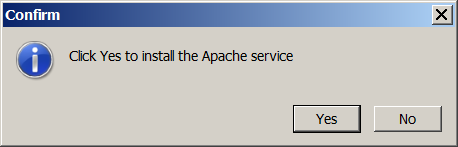 Confirm
Click Yes to install the Apache service
Yes
No